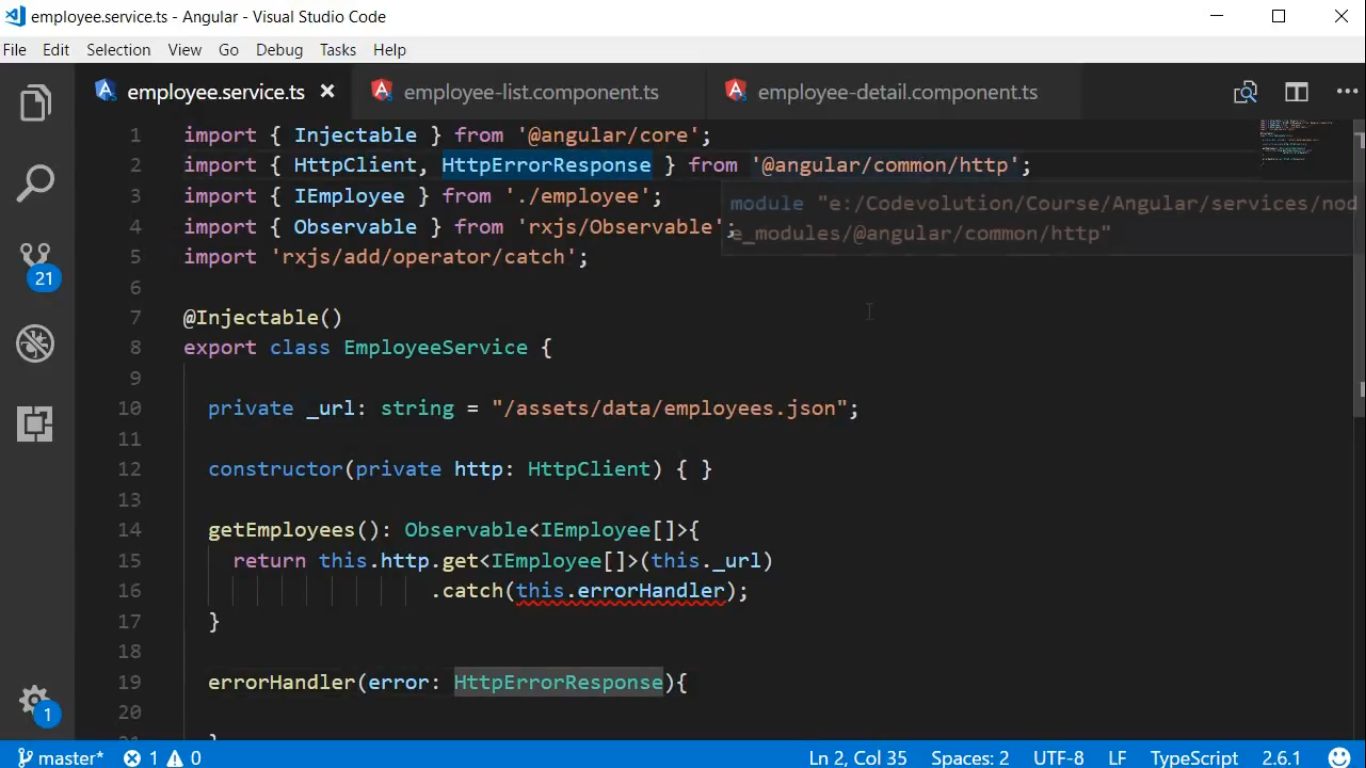 employee.service.ts - Angular - Visual Studio Code
File Edit Selection View Go Debug Tasks Help
employee.service.ts employee-list.component.ts employee-detail.component.ts
1 import { Injectable } from '@angular/core';
2 import { HttpClient, HttpErrorResponse } from '@angular/common/http';
3 import { IEmployee } from './employee';
module "e:/Codevolution/Course/Angular/services/nod
4 import { Observable } from 'rxjs/Observable';
e_modules/@angular/common/http"
5 import 'rxjs/add/operator/catch';
6
7 @Injectable()
8 export class EmployeeService {
9
10 private _url: string = "/assets/data/employees.json";
11
12 constructor(private http: HttpClient) { }
13
14 getEmployees(): Observable<IEmployee[]>{
15 return this.http.get<IEmployee[]>(this._url)
16 .catch(this.errorHandler);
17 }
18
19 errorHandler(error: HttpErrorResponse){
20
21 }
21
1
master* 1 0 Ln 2, Col 35 Spaces: 2 UTF-8 LF TypeScript 2.6.1